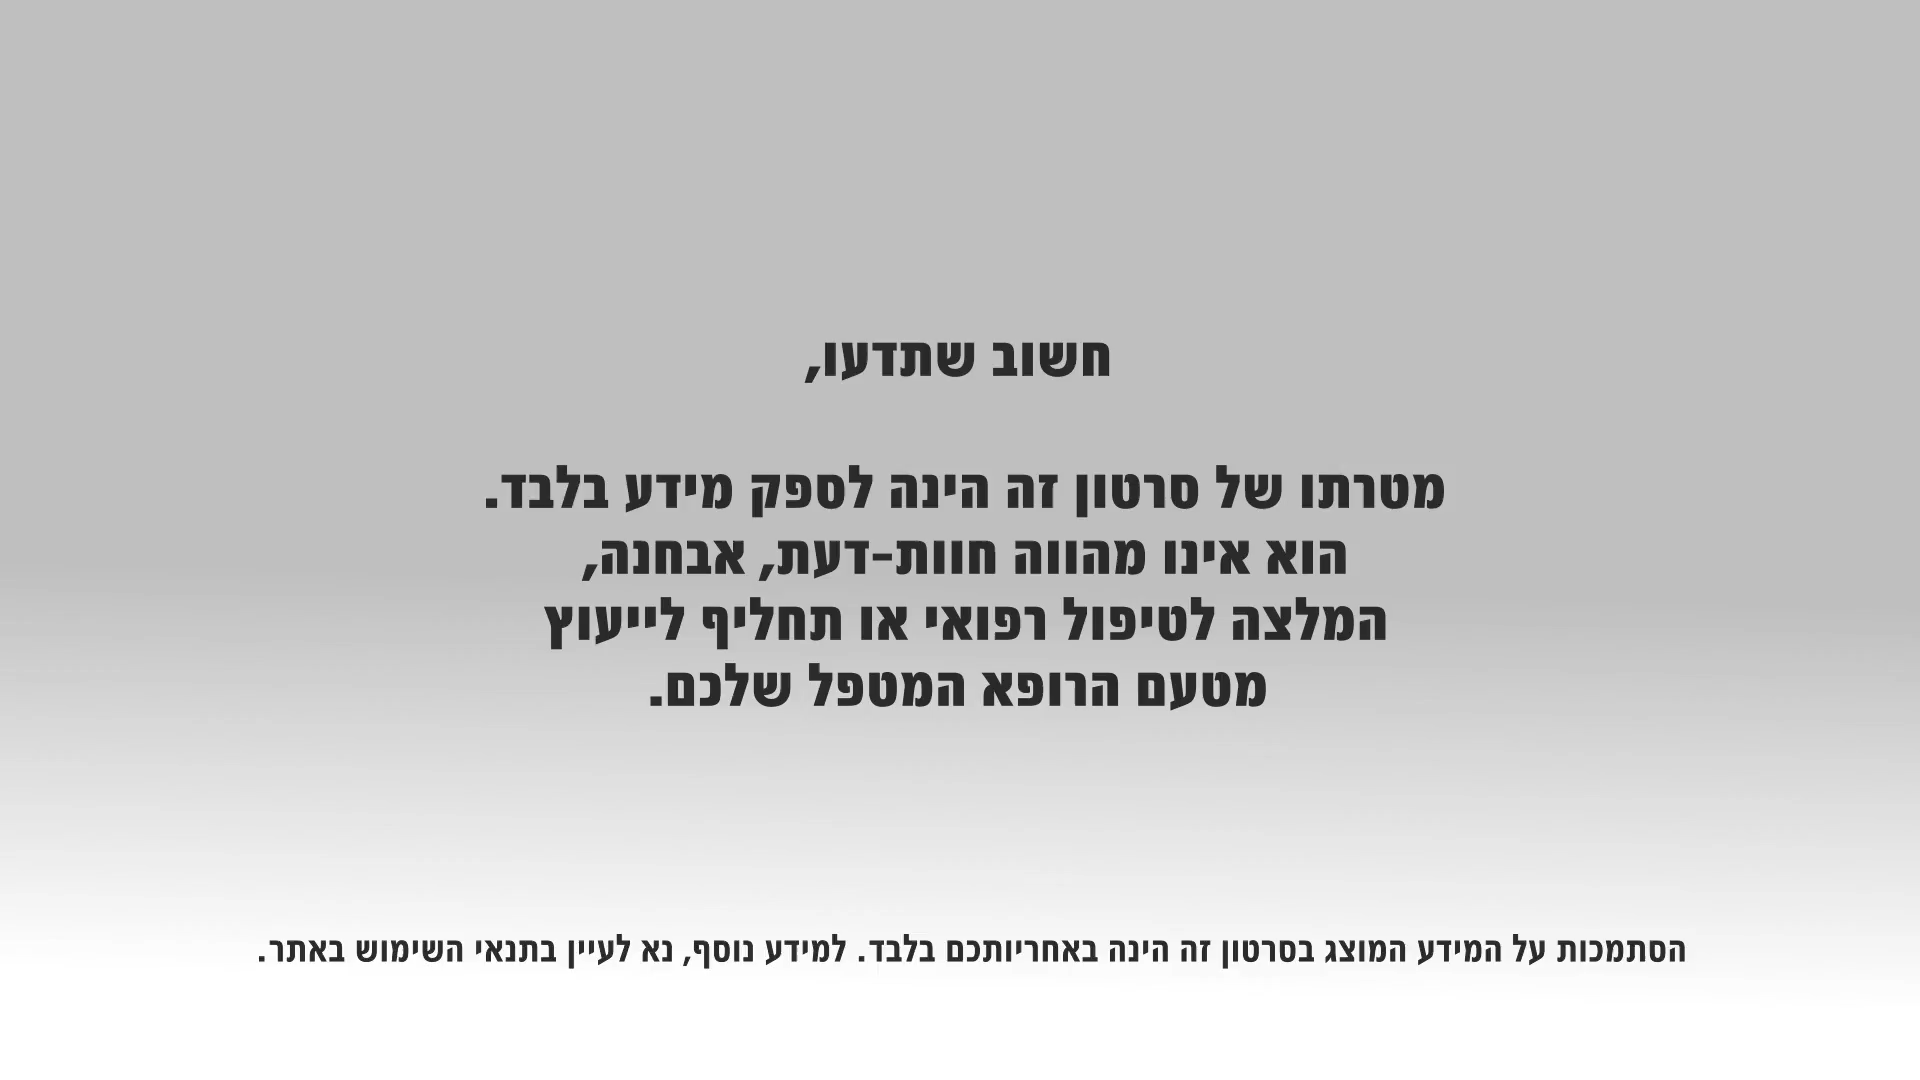 חשוב שתדעו,
מטרתו של סרטון זה הינה לספק מידע בלבד.
הוא אינו מהווה חוות-דעת, אבחנה,
המלצה לטיפול רפואי או תחליף לייעוץ
מטעם הרופא המטפל שלכם.
הסתמכות על המידע המוצג בסרטון זה הינה באחריותכם בלבד. למידע נוסף, נא לעיין בתנאי השימוש באתר.